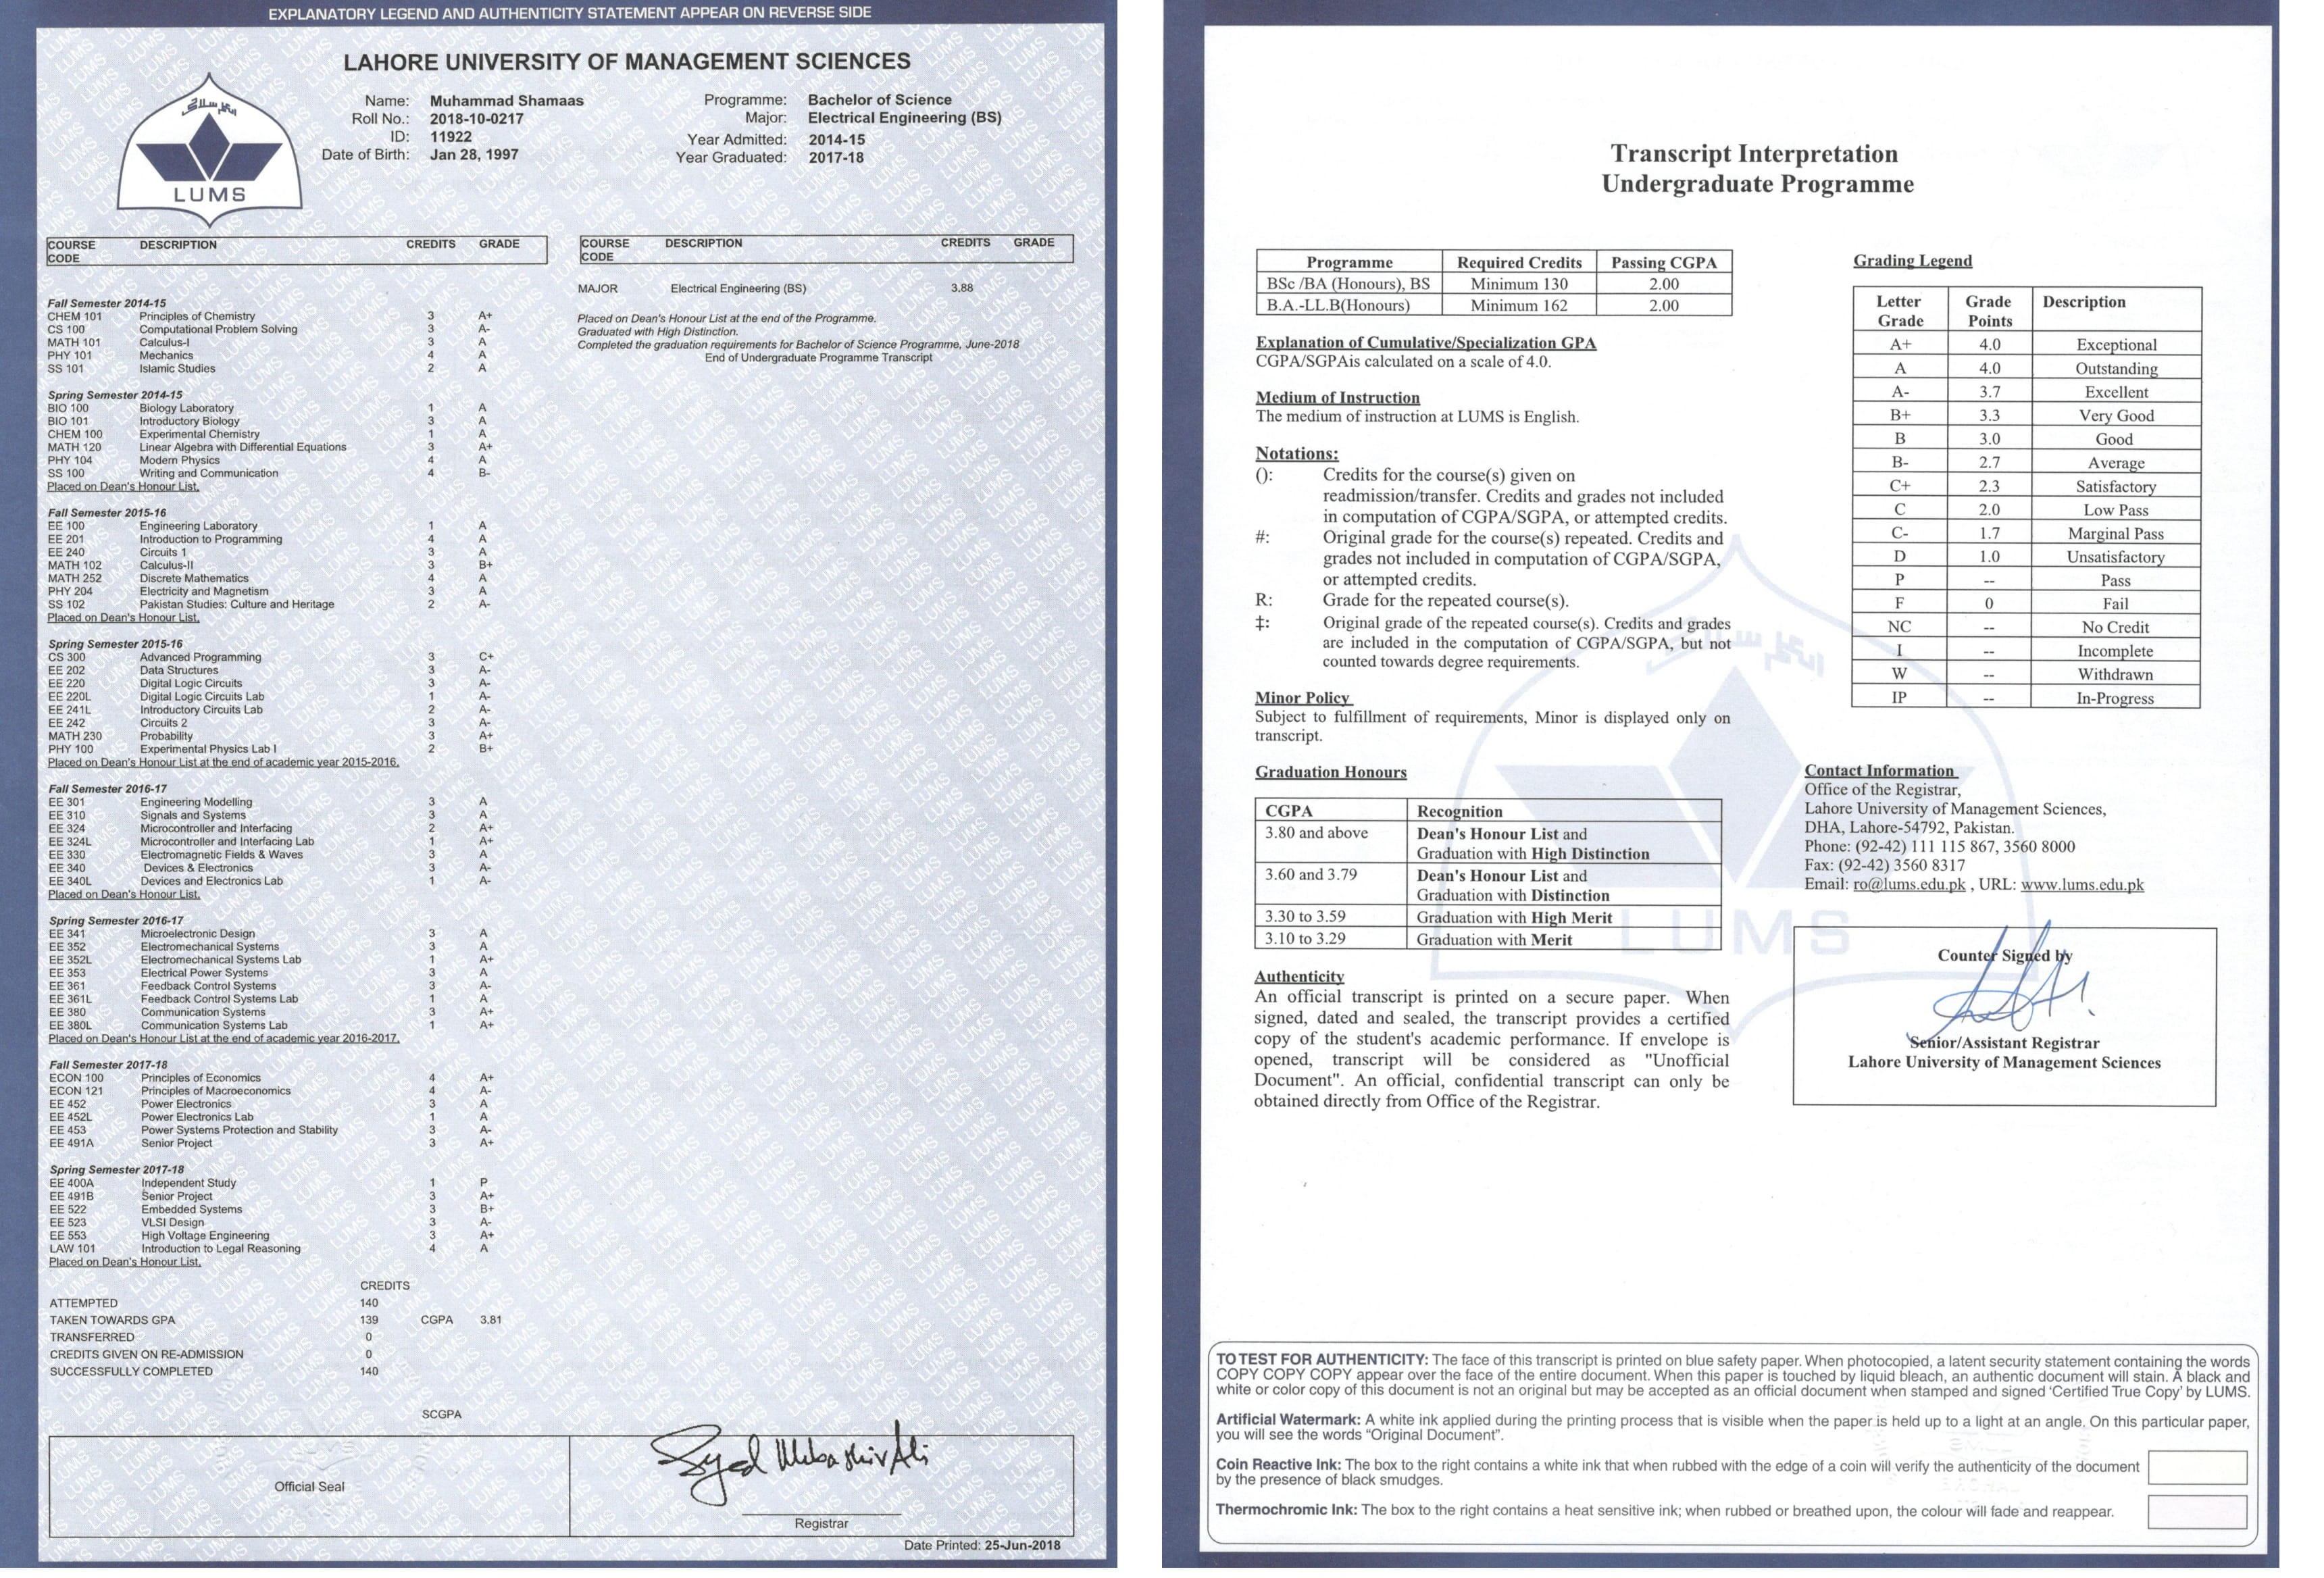 EXPLANATORY LEGEND AND AUTHENTICITY STATEMENT APPEAR ON REVERSE SIDE
LAHORE UNIVERSITY OF MANAGEMENT SCIENCES
LUMS
Name: Muhammad Shamaas
Roll No.: 2018-10-0217
ID: 11922
Date of Birth: Jan 28, 1997
Programme: Bachelor of Science
Major: Electrical Engineering (BS)
Year Admitted: 2014-15
Year Graduated: 2017-18
COURSE CODE DESCRIPTION CREDITS GRADE
Fall Semester 2014-15
CHEM 101 Principles of Chemistry 3 A+
CS 100 Computational Problem Solving 3 A-
MATH 101 Calculus-I 3 A
PHY 101 Mechanics 4 A
SS 101 Islamic Studies 2 A
Spring Semester 2014-15
BIO 100 Biology Laboratory 1 A
BIO 101 Introductory Biology 3 A
CHEM 100 Experimental Chemistry 1 A
MATH 120 Linear Algebra with Differential Equations 3 A+
PHY 104 Modern Physics 4 A
SS 100 Writing and Communication 4 B-
Placed on Dean's Honour List.
Fall Semester 2015-16
EE 100 Engineering Laboratory 1 A
EE 201 Introduction to Programming 4 A
EE 240 Circuits 1 3 A
MATH 102 Calculus-II 3 B+
MATH 252 Discrete Mathematics 4 A
PHY 204 Electricity and Magnetism 3 A
SS 102 Pakistan Studies: Culture and Heritage 2 A-
Placed on Dean's Honour List.
Spring Semester 2015-16
CS 300 Advanced Programming 3 C+
EE 202 Data Structures 3 A-
EE 220 Digital Logic Circuits 3 A-
EE 220L Digital Logic Circuits Lab 1 A-
EE 241L Introductory Circuits Lab 2 A-
EE 242 Circuits 2 3 A-
MATH 230 Probability 3 A+
PHY 100 Experimental Physics Lab I 2 B+
Placed on Dean's Honour List at the end of academic year 2015-2016.
Fall Semester 2016-17
EE 301 Engineering Modelling 3 A
EE 310 Signals and Systems 3 A
EE 324 Microcontroller and Interfacing 2 A+
EE 324L Microcontroller and Interfacing Lab 1 A+
EE 330 Electromagnetic Fields & Waves 3 A
EE 340 Devices & Electronics 3 A-
EE 340L Devices and Electronics Lab 1 A-
Placed on Dean's Honour List.
Spring Semester 2016-17
EE 341 Microelectronic Design 3 A
EE 352 Electromechanical Systems 3 A
EE 352L Electromechanical Systems Lab 1 A+
EE 353 Electrical Power Systems 3 A
EE 361 Feedback Control Systems 3 A-
EE 361L Feedback Control Systems Lab 1 A
EE 380 Communication Systems 3 A+
EE 380L Communication Systems Lab 1 A+
Placed on Dean's Honour List at the end of academic year 2016-2017.
Fall Semester 2017-18
ECON 100 Principles of Economics 4 A+
ECON 121 Principles of Macroeconomics 4 A-
EE 452 Power Electronics 3 A
EE 452L Power Electronics Lab 1 A
EE 453 Power Systems Protection and Stability 3 A-
EE 491A Senior Project 3 A+
Spring Semester 2017-18
EE 400A Independent Study 1 P
EE 491B Senior Project 3 A+
EE 522 Embedded Systems 3 B+
EE 523 VLSI Design 3 A-
EE 553 High Voltage Engineering 3 A+
LAW 101 Introduction to Legal Reasoning 4 A
Placed on Dean's Honour List.
CREDITS
ATTEMPTED 140
TAKEN TOWARDS GPA 139 CGPA 3.81
TRANSFERRED 0
CREDITS GIVEN ON RE-ADMISSION 0
SUCCESSFULLY COMPLETED 140
SCGPA
COURSE CODE DESCRIPTION CREDITS GRADE
MAJOR Electrical Engineering (BS) 3.88
Placed on Dean's Honour List at the end of the Programme.
Graduated with High Distinction.
Completed the graduation requirements for Bachelor of Science Programme, June-2018
End of Undergraduate Programme Transcript
Official Seal
Syed Mubashir Ali
Registrar
Date Printed: 25-Jun-2018
Transcript Interpretation
Undergraduate Programme
Programme Required Credits Passing CGPA
BSc /BA (Honours), BS Minimum 130 2.00
B.A.-LL.B(Honours) Minimum 162 2.00
Explanation of Cumulative/Specialization GPA
CGPA/SGPAis calculated on a scale of 4.0.
Medium of Instruction
The medium of instruction at LUMS is English.
Notations:
(): Credits for the course(s) given on
readmission/transfer. Credits and grades not included
in computation of CGPA/SGPA, or attempted credits.
#: Original grade for the course(s) repeated. Credits and
grades not included in computation of CGPA/SGPA,
or attempted credits.
R: Grade for the repeated course(s).
‡: Original grade of the repeated course(s). Credits and grades
are included in the computation of CGPA/SGPA, but not
counted towards degree requirements.
Minor Policy
Subject to fulfillment of requirements, Minor is displayed only on
transcript.
Graduation Honours
CGPA Recognition
3.80 and above Dean's Honour List and
Graduation with High Distinction
3.60 and 3.79 Dean's Honour List and
Graduation with Distinction
3.30 to 3.59 Graduation with High Merit
3.10 to 3.29 Graduation with Merit
Authenticity
An official transcript is printed on a secure paper. When
signed, dated and sealed, the transcript provides a certified
copy of the student's academic performance. If envelope is
opened, transcript will be considered as "Unofficial
Document". An official, confidential transcript can only be
obtained directly from Office of the Registrar.
Grading Legend
Letter Grade Grade Points Description
A+ 4.0 Exceptional
A 4.0 Outstanding
A- 3.7 Excellent
B+ 3.3 Very Good
B 3.0 Good
B- 2.7 Average
C+ 2.3 Satisfactory
C 2.0 Low Pass
C- 1.7 Marginal Pass
D 1.0 Unsatisfactory
P -- Pass
F 0 Fail
NC -- No Credit
I -- Incomplete
W -- Withdrawn
IP -- In-Progress
Contact Information
Office of the Registrar,
Lahore University of Management Sciences,
DHA, Lahore-54792, Pakistan.
Phone: (92-42) 111 115 867, 3560 8000
Fax: (92-42) 3560 8317
Email: ro@lums.edu.pk , URL: www.lums.edu.pk
LUMS
Counter Signed by
Senior/Assistant Registrar
Lahore University of Management Sciences
TO TEST FOR AUTHENTICITY: The face of this transcript is printed on blue safety paper. When photocopied, a latent security statement containing the words
COPY COPY COPY appear over the face of the entire document. When this paper is touched by liquid bleach, an authentic document will stain. A black and
white or color copy of this document is not an original but may be accepted as an official document when stamped and signed 'Certified True Copy' by LUMS.
Artificial Watermark: A white ink applied during the printing process that is visible when the paper is held up to a light at an angle. On this particular paper,
you will see the words "Original Document".
Coin Reactive Ink: The box to the right contains a white ink that when rubbed with the edge of a coin will verify the authenticity of the document
by the presence of black smudges.
Thermochromic Ink: The box to the right contains a heat sensitive ink; when rubbed or breathed upon, the colour will fade and reappear.